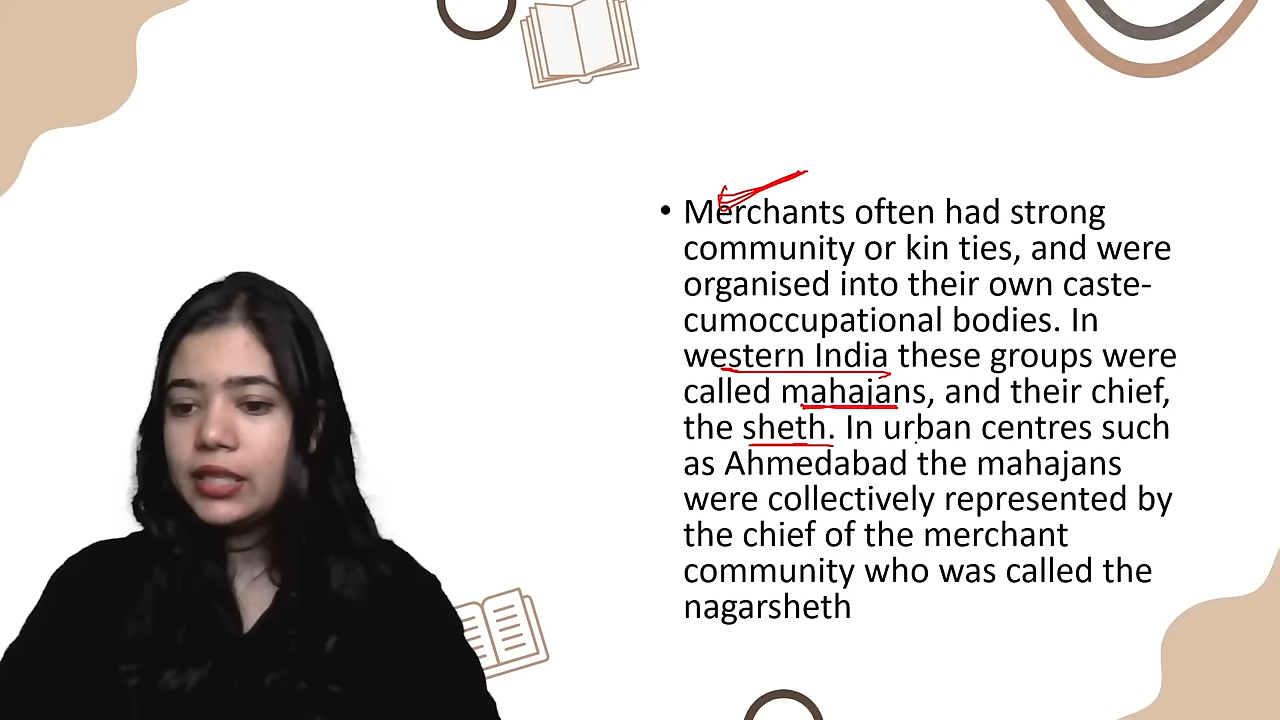 • Merchants often had strong
community or kin ties, and were
organised into their own caste-
cumoccupational bodies. In
western India these groups were
called mahajans, and their chief,
the sheth. In urban centres such
as Ahmedabad the mahajans
were collectively represented by
the chief of the merchant
community who was called the
nagarsheth